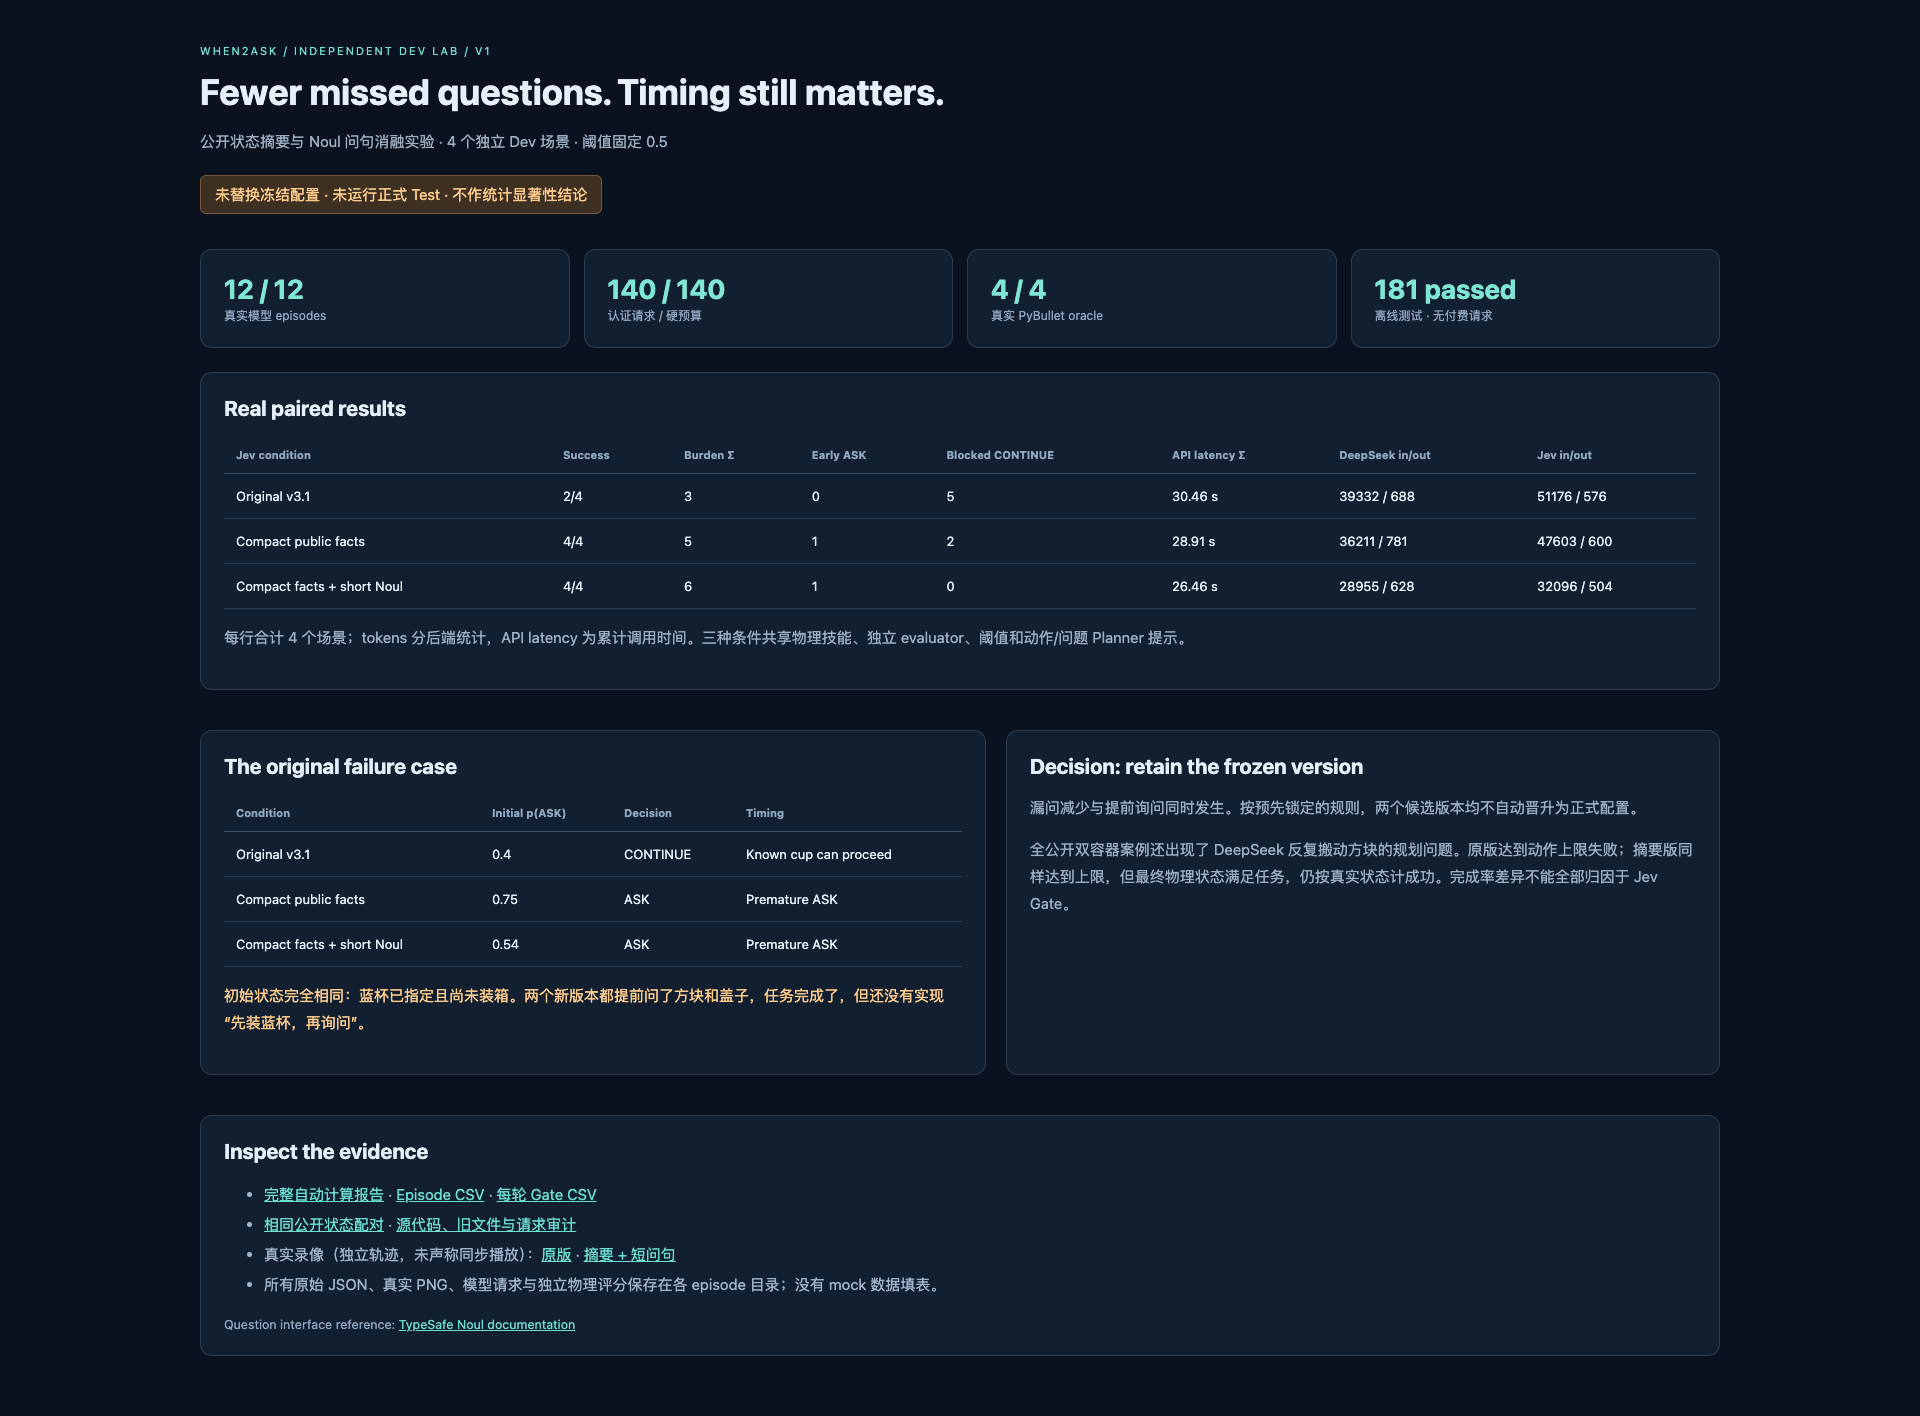 WHEN2ASK / INDEPENDENT DEV LAB / V1
Fewer missed questions. Timing still matters.
公开状态摘要与 Noul 问句消融实验 · 4 个独立 Dev 场景 · 阈值固定 0.5
未替换冻结配置 · 未运行正式 Test · 不作统计显著性结论
12 / 12
真实模型 episodes
140 / 140
认证请求 / 硬预算
4 / 4
真实 PyBullet oracle
181 passed
离线测试 · 无付费请求
Real paired results
Jev condition Success Burden Σ Early ASK Blocked CONTINUE API latency Σ DeepSeek in/out Jev in/out
Original v3.1 2/4 3 0 5 30.46 s 39332 / 688 51176 / 576
Compact public facts 4/4 5 1 2 28.91 s 36211 / 781 47603 / 600
Compact facts + short Noul 4/4 6 1 0 26.46 s 28955 / 628 32096 / 504
每行合计 4 个场景；tokens 分后端统计，API latency 为累计调用时间。三种条件共享物理技能、独立 evaluator、阈值和动作/问题 Planner 提示。
The original failure case
Condition Initial p(ASK) Decision Timing
Original v3.1 0.4 CONTINUE Known cup can proceed
Compact public facts 0.75 ASK Premature ASK
Compact facts + short Noul 0.54 ASK Premature ASK
初始状态完全相同：蓝杯已指定且尚未装箱。两个新版本都提前问了方块和盖子，任务完成了，但还没有实现
“先装蓝杯，再询问”。
Decision: retain the frozen version
漏问减少与提前询问同时发生。按预先锁定的规则，两个候选版本均不自动晋升为正式配置。
全公开双容器案例还出现了 DeepSeek 反复搬动方块的规划问题。原版达到动作上限失败；摘要版同
样达到上限，但最终物理状态满足任务，仍按真实状态计成功。完成率差异不能全部归因于 Jev
Gate。
Inspect the evidence
• 完整自动计算报告 · Episode CSV · 每轮 Gate CSV
• 相同公开状态配对 · 源代码、旧文件与请求审计
• 真实录像（独立轨迹，未声称同步播放）：原版 · 摘要 + 短问句
• 所有原始 JSON、真实 PNG、模型请求与独立物理评分保存在各 episode 目录；没有 mock 数据填表。
Question interface reference: TypeSafe Noul documentation